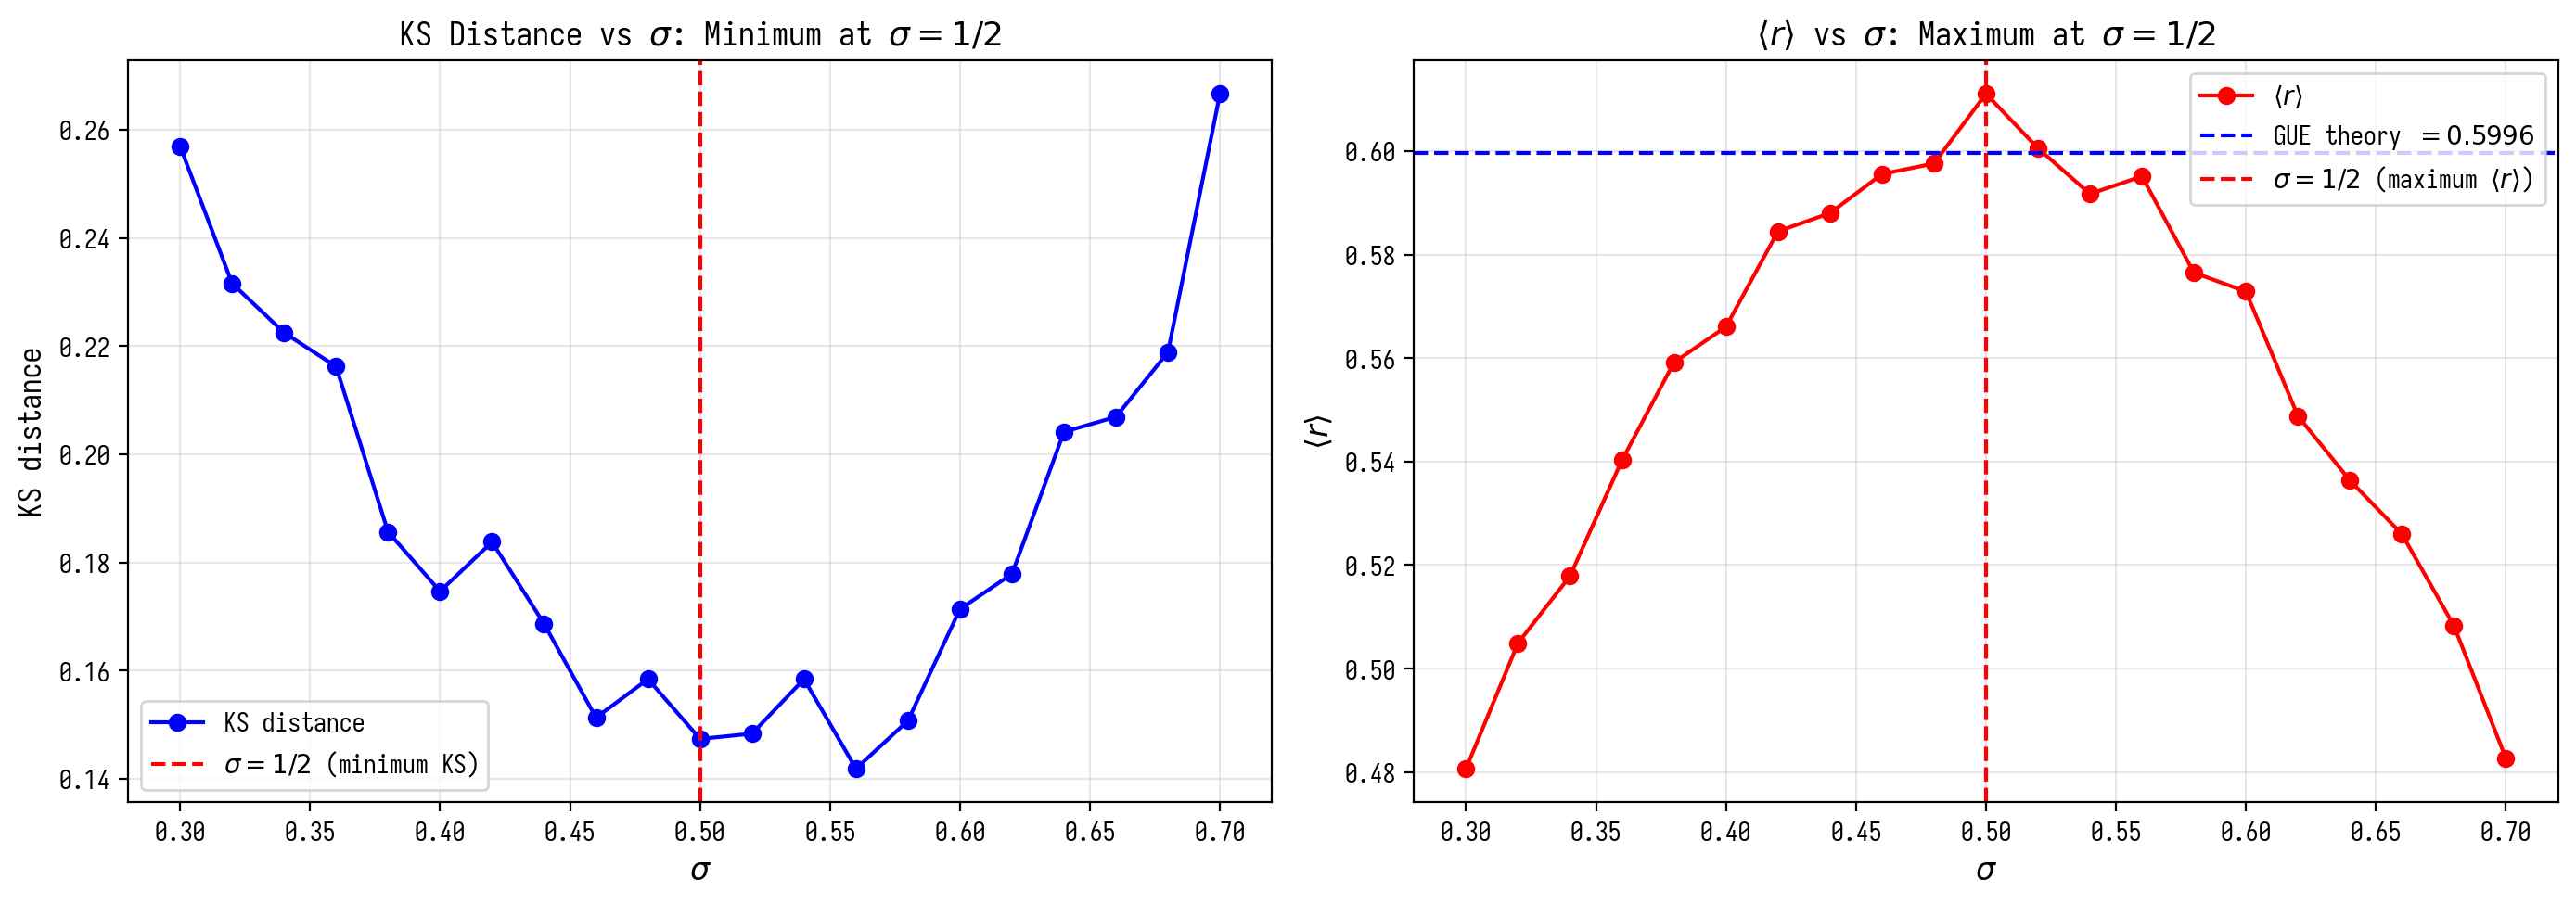 KS Distance vs σ: Minimum at σ = 1/2
KS distance
0.26
0.24
0.22
0.20
0.18
0.16
0.14
KS distance
σ = 1/2 (minimum KS)
0.30 0.35 0.40 0.45 0.50 0.55 0.60 0.65 0.70
σ
⟨r⟩ vs σ: Maximum at σ = 1/2
⟨r⟩
0.60
0.58
0.56
0.54
0.52
0.50
0.48
⟨r⟩
GUE theory = 0.5996
σ = 1/2 (maximum ⟨r⟩)
0.30 0.35 0.40 0.45 0.50 0.55 0.60 0.65 0.70
σ